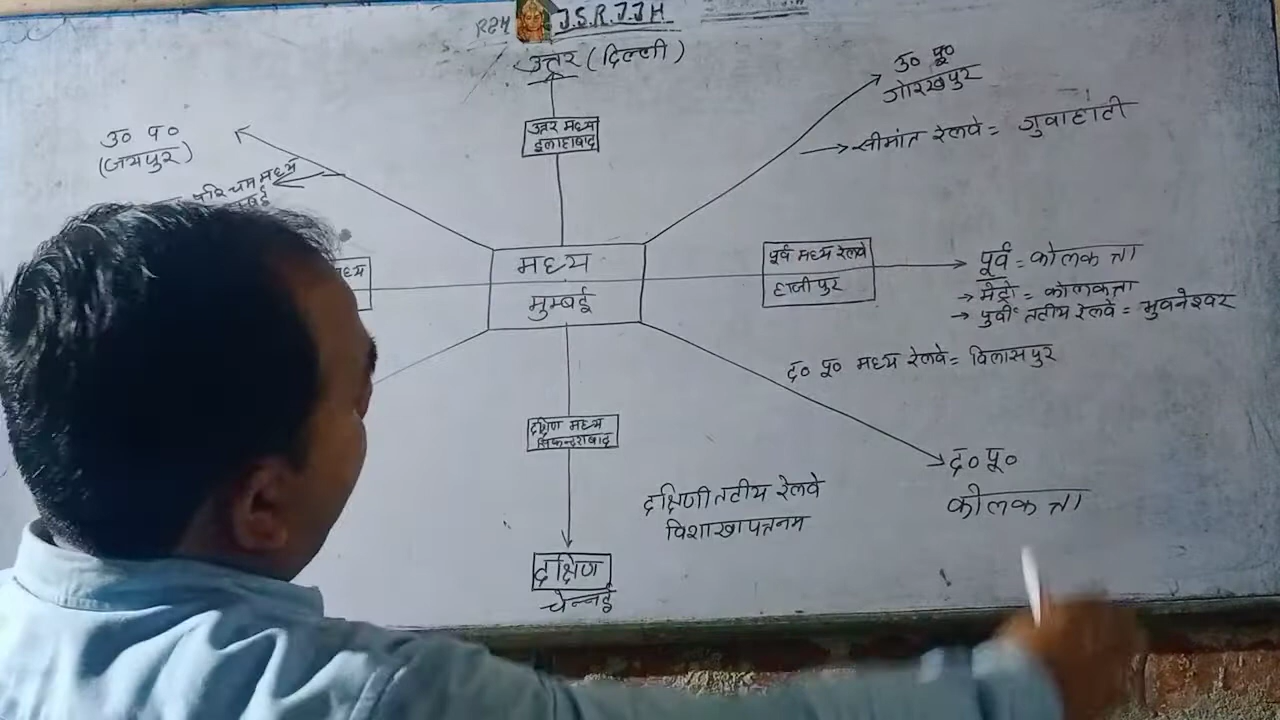 J.S.R.J.J.H
उत्तर (दिल्ली)
उ० पू०
गोरखपुर
उत्तर मध्य
इलाहाबाद
सीमांत रेलवे = गुवाहाटी
उ० प०
(जयपुर)
पश्चिम मध्य
मध्य
मुम्बई
पूर्व मध्य रेलवे
हाजीपुर
पूर्व = कोलकत्ता
→ मेट्रो = कोलकत्ता
→ पुर्वी तटीय रेलवे = भुवनेश्वर
द० पू० मध्य रेलवे = विलासपुर
दक्षिण मध्य
सिकन्दराबाद
द० पू०
कोलकत्ता
दक्षिणी तटीय रेलवे
विशाखापत्तनम
दक्षिण
चेन्नई